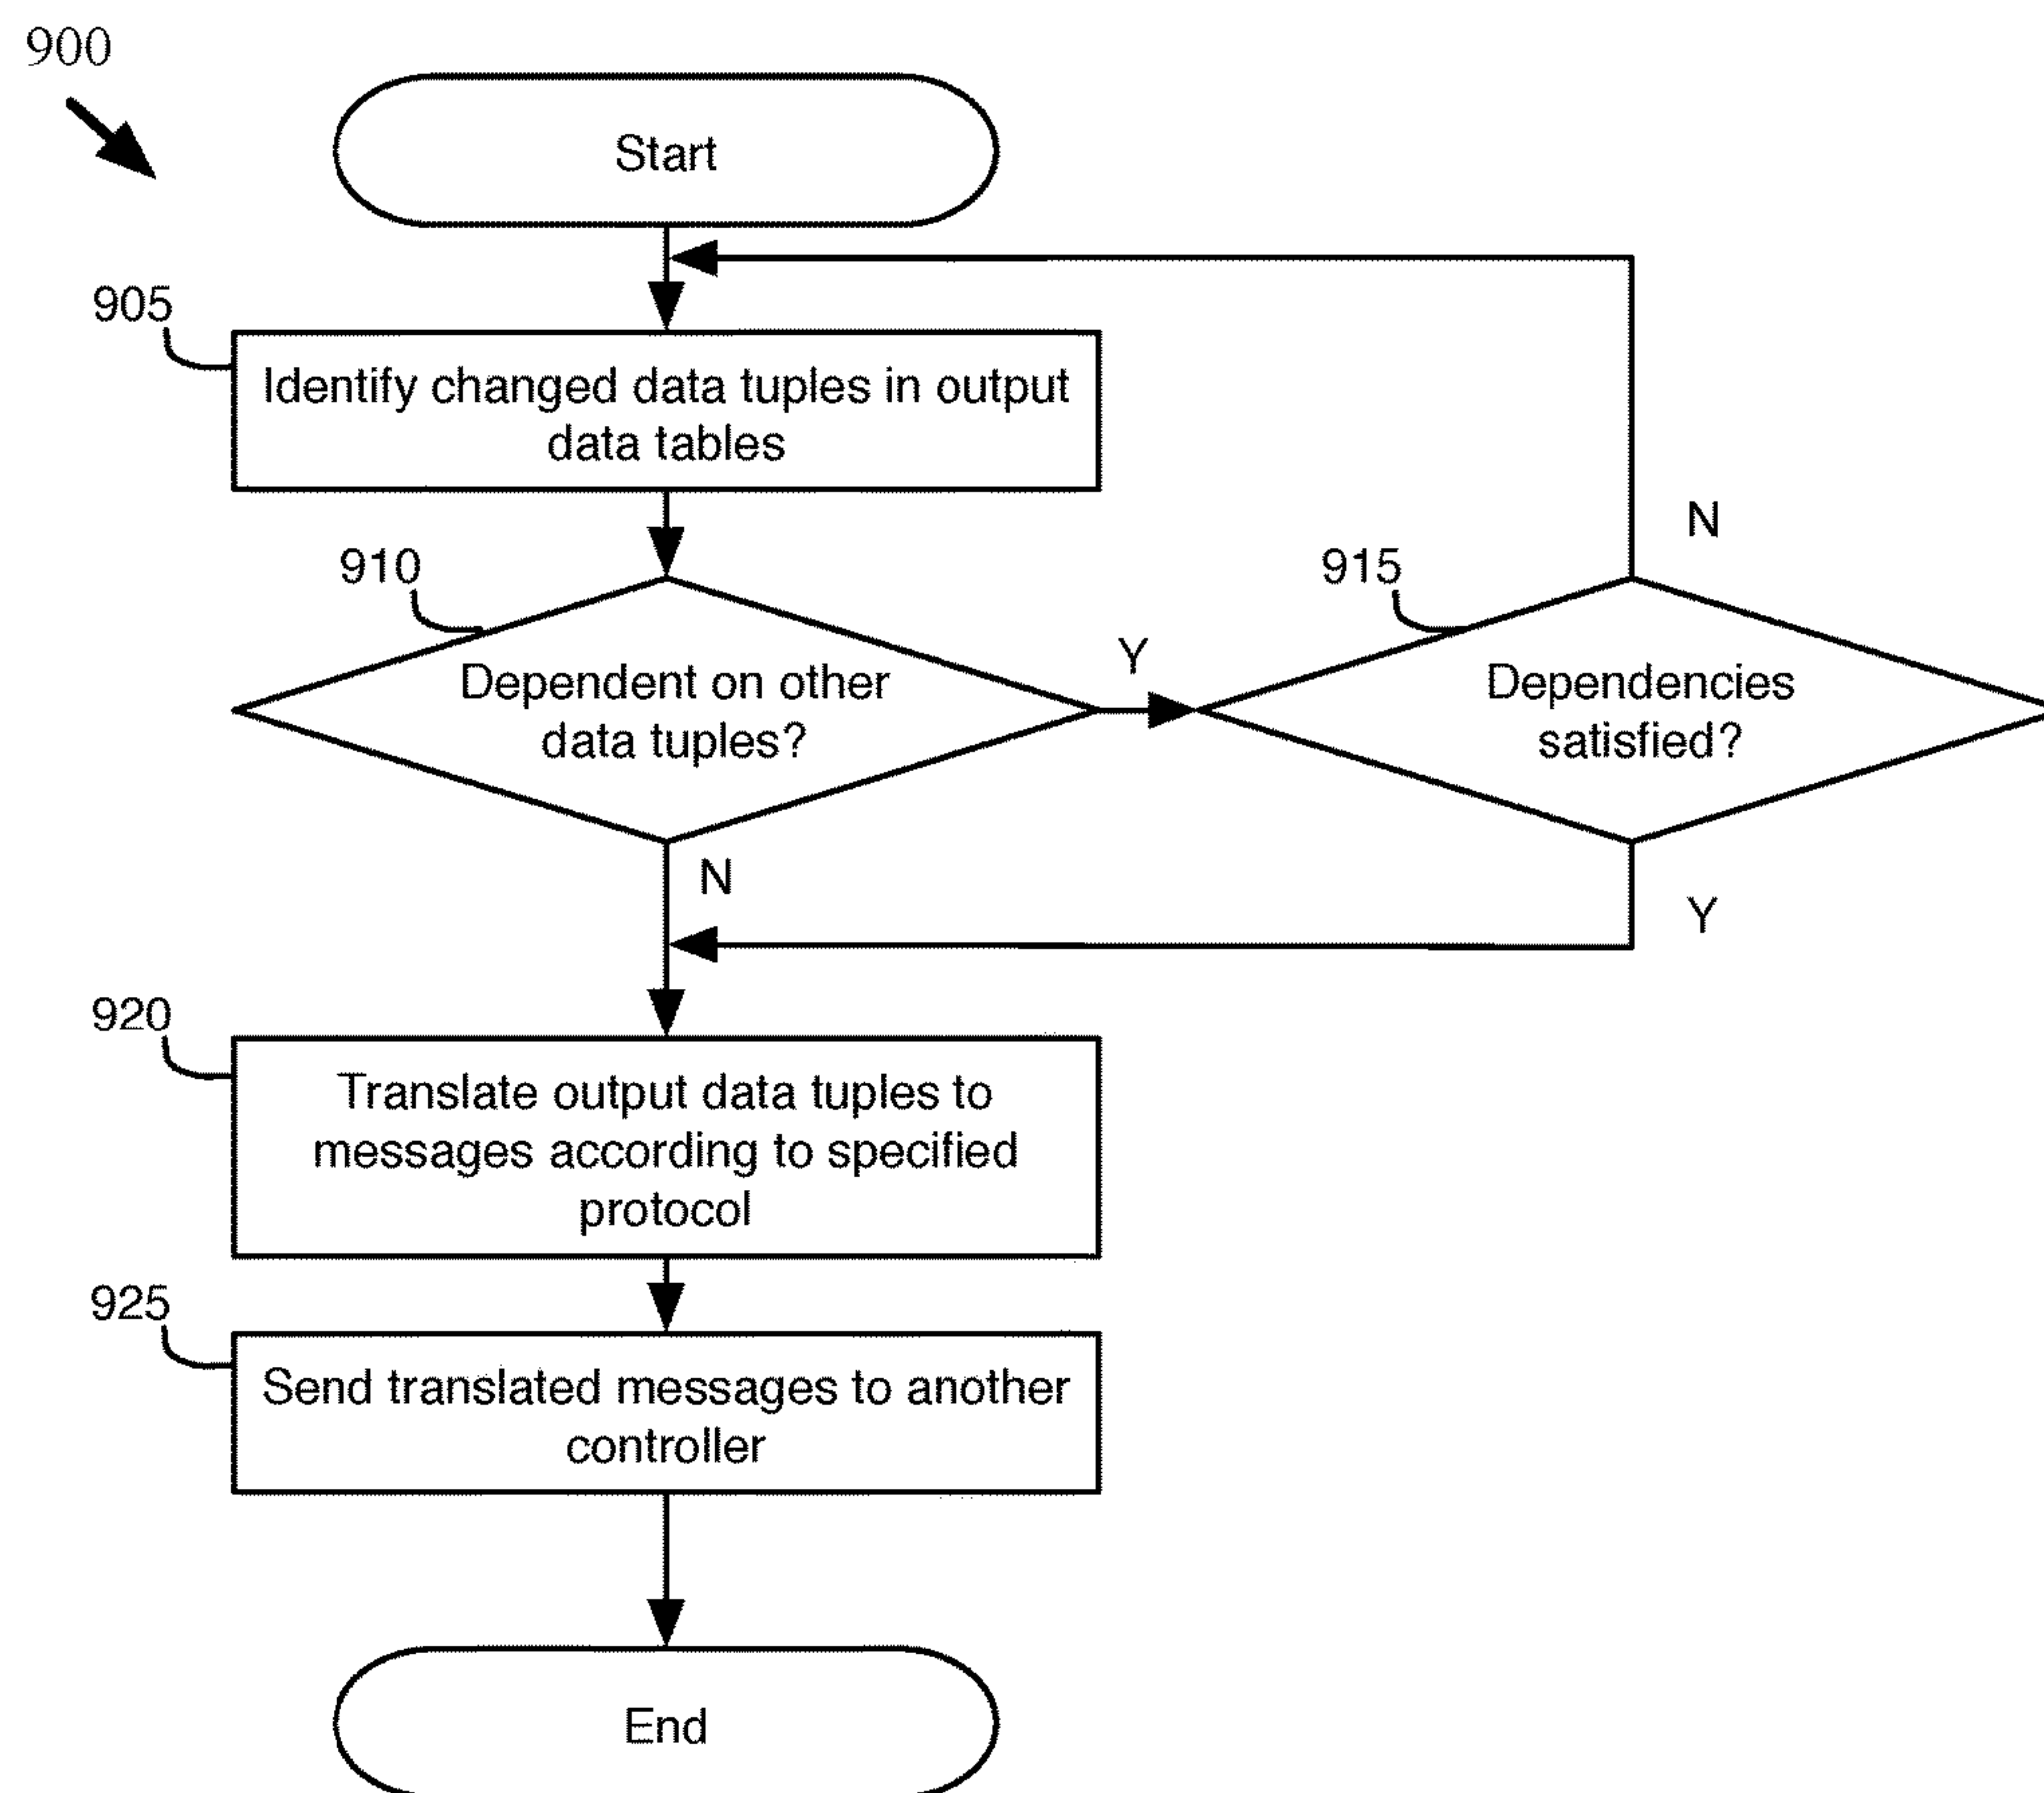 900
Start
905
Identify changed data tuples in output
data tables
N
910
915
Dependent on other
data tuples?
Y
Dependencies
satisfied?
N
Y
920
Translate output data tuples to
messages according to specified
protocol
925
Send translated messages to another
controller
End